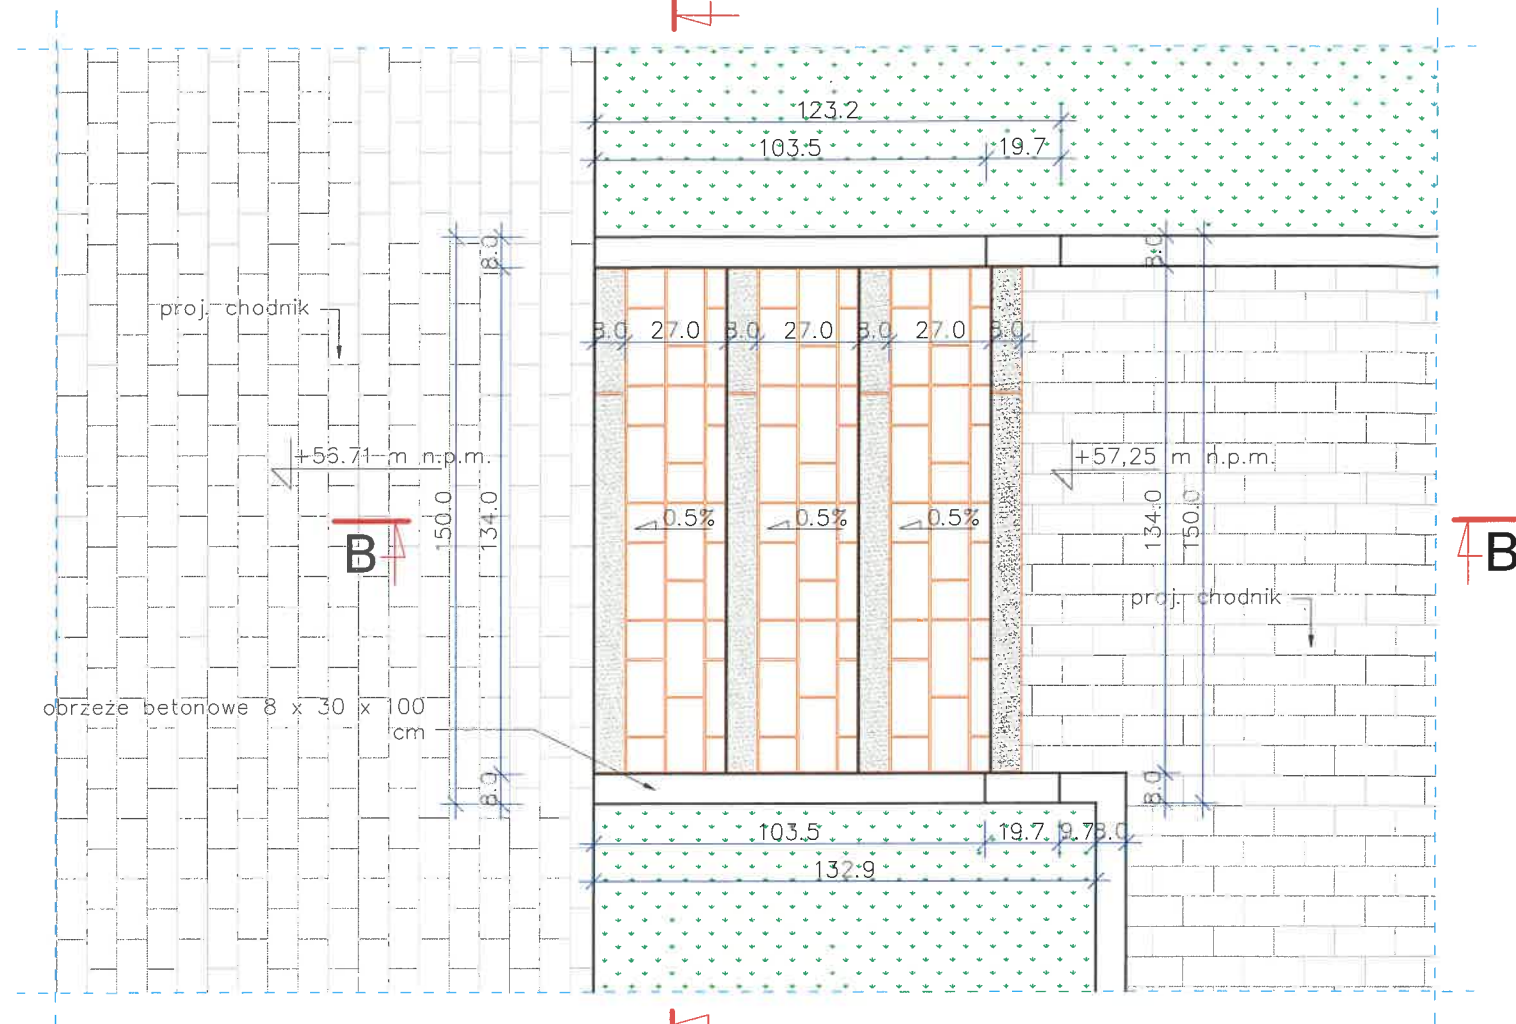 123.2
103.5 19.7
8.0 8.0
proj. chodnik
8.0 27.0 8.0 27.0 8.0 27.0 8.0
+56.71 m n.p.m. +57,25 m n.p.m.
150.0 134.0 134.0 150.0
0.5% 0.5% 0.5%
B B
proj. chodnik
obrzeże betonowe 8 x 30 x 100
cm
8.0 8.0
103.5 19.7 9.7 8.0
132.9